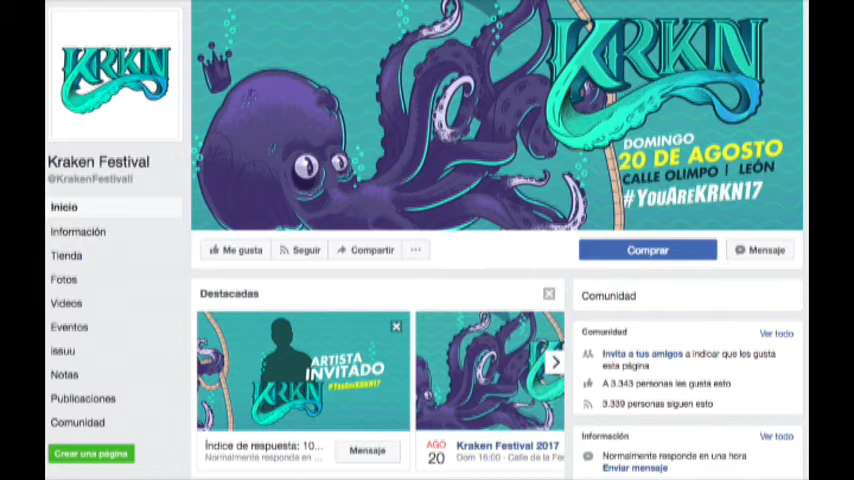 KRKN
KRKN
DOMINGO
20 DE AGOSTO
CALLE OLIMPO | LEÓN
#YOUAREKRKN17
Kraken Festival
@KrakenFestivall
Inicio
Información
Tienda
Fotos
Videos
Eventos
issuu
Notas
Publicaciones
Comunidad
Crear una página
Me gusta
Seguir
Compartir
...
Comprar
Mensaje
Destacadas
ARTISTA
INVITADO
KRKN
#YOUAREKRKN17
Índice de respuesta: 10...
Normalmente responde en ...
Mensaje
AGO
20
Kraken Festival 2017
Dom 16:00 · Calle de la
Comunidad
Comunidad
Ver todo
Invita a tus amigos a indicar que les gusta
esta página
A 3.343 personas les gusta esto
3.339 personas siguen esto
Información
Ver todo
Normalmente responde en una hora
Enviar mensaje